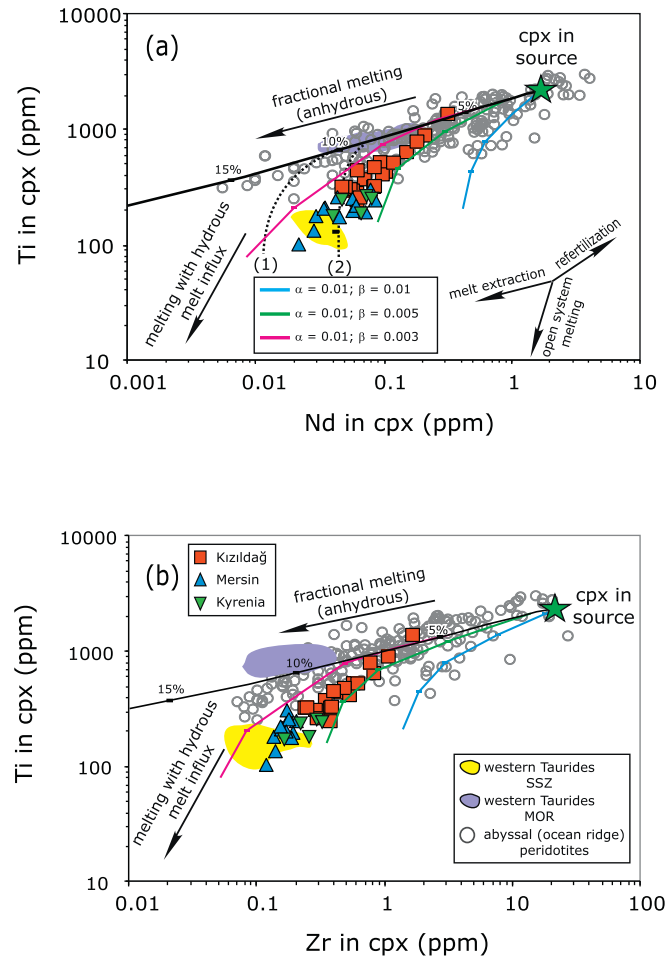 (a)
cpx in
source
fractional melting
(anhydrous)
5%
10%
15%
melting with hydrous
melt influx
(1)
(2)
α = 0.01; β = 0.01
α = 0.01; β = 0.005
α = 0.01; β = 0.003
melt extraction
refertilization
open system
melting
10000
1000
100
10
Ti in cpx (ppm)
0.001
0.01
0.1
1
10
Nd in cpx (ppm)
(b)
Kızıldağ
Mersin
Kyrenia
fractional melting
(anhydrous)
cpx in
source
5%
10%
15%
melting with hydrous
melt influx
western Taurides
SSZ
western Taurides
MOR
abyssal (ocean ridge)
peridotites
10000
1000
100
10
Ti in cpx (ppm)
0.01
0.1
1
10
100
Zr in cpx (ppm)